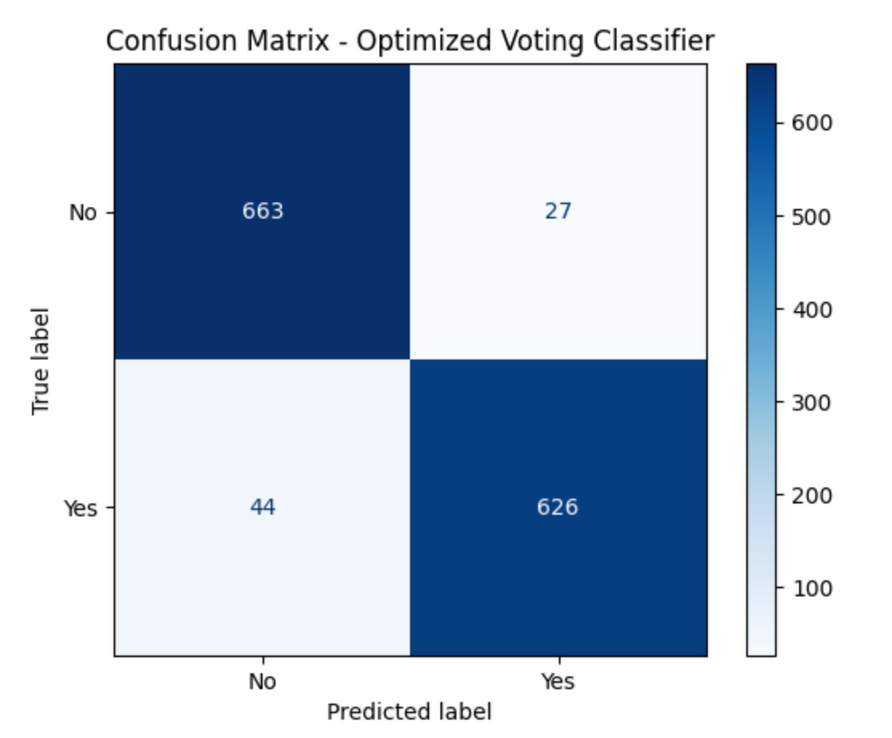 Confusion Matrix - Optimized Voting Classifier
No
663
27
Yes
44
626
No
Yes
Predicted label
True label
600
500
400
300
200
100